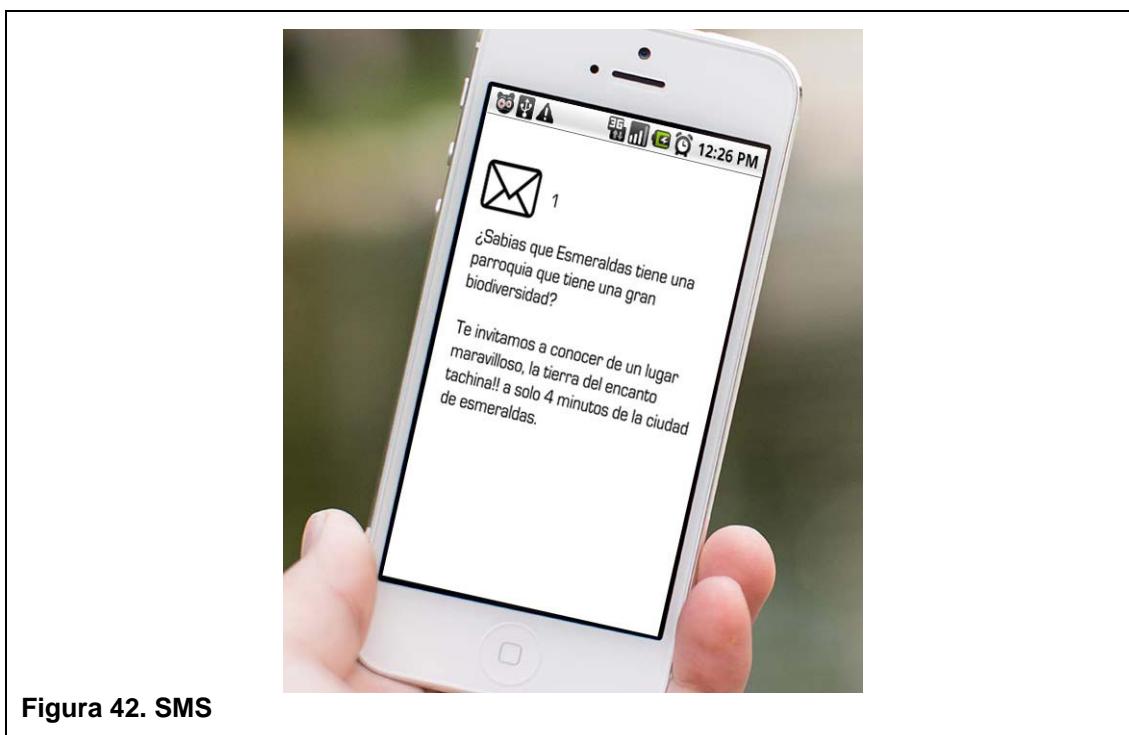 3G
12:26 PM
1
¿Sabias que Esmeraldas tiene una
parroquia que tiene una gran
biodiversidad?
Te invitamos a conocer de un lugar
maravilloso, la tierra del encanto
tachina!! a solo 4 minutos de la ciudad
de esmeraldas.
Figura 42. SMS